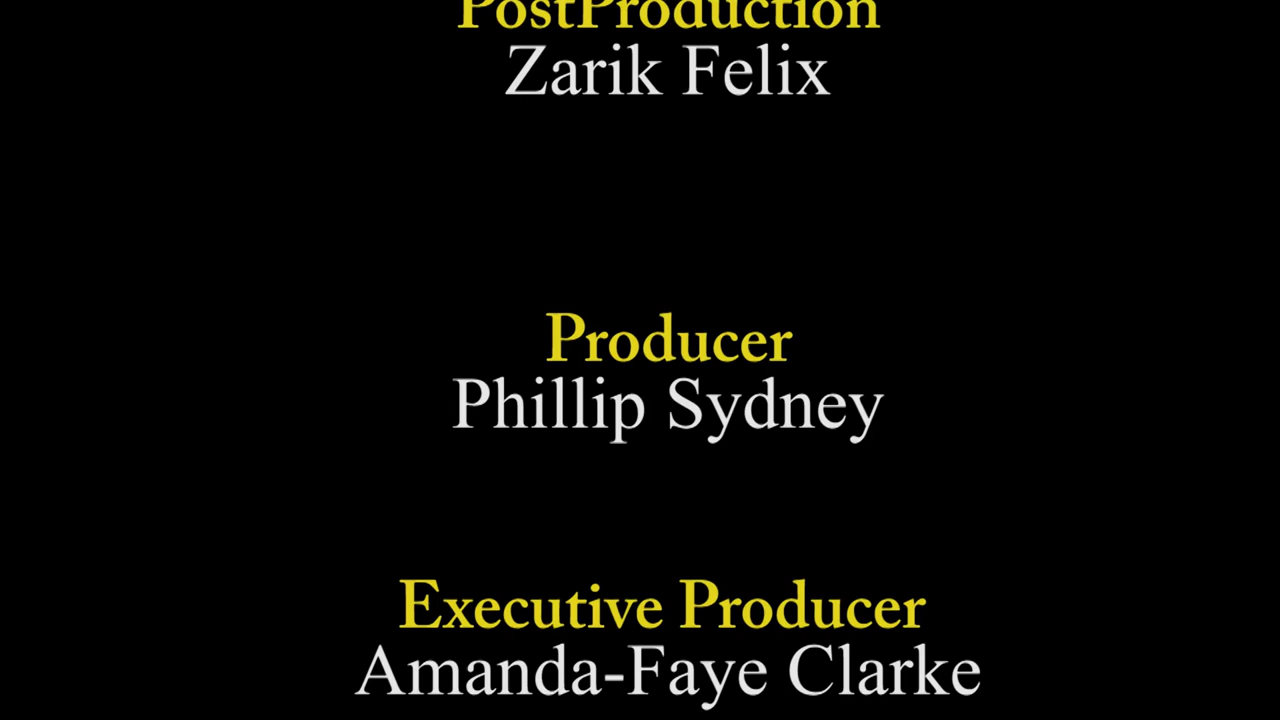 PostProduction
Zarik Felix
Producer
Phillip Sydney
Executive Producer
Amanda-Faye Clarke